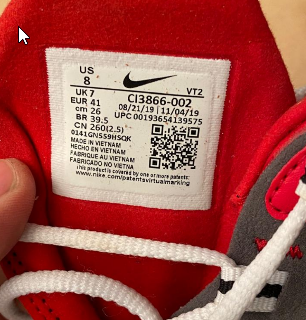 US
8
UK 7
EUR 41
cm 26
BR 39.5
CN 260(2.5)
VT2
CI3866-002
08/21/19 11/04/19
UPC 00193654139575
0141GN559HSQK
MADE IN VIETNAM
HECHO EN VIETNAM
FABRIQUE AU VIETNAM
FABRICADO NO VIETNAM
This product is covered by one or more patents:
www.nike.com/patentsvirtualmarking